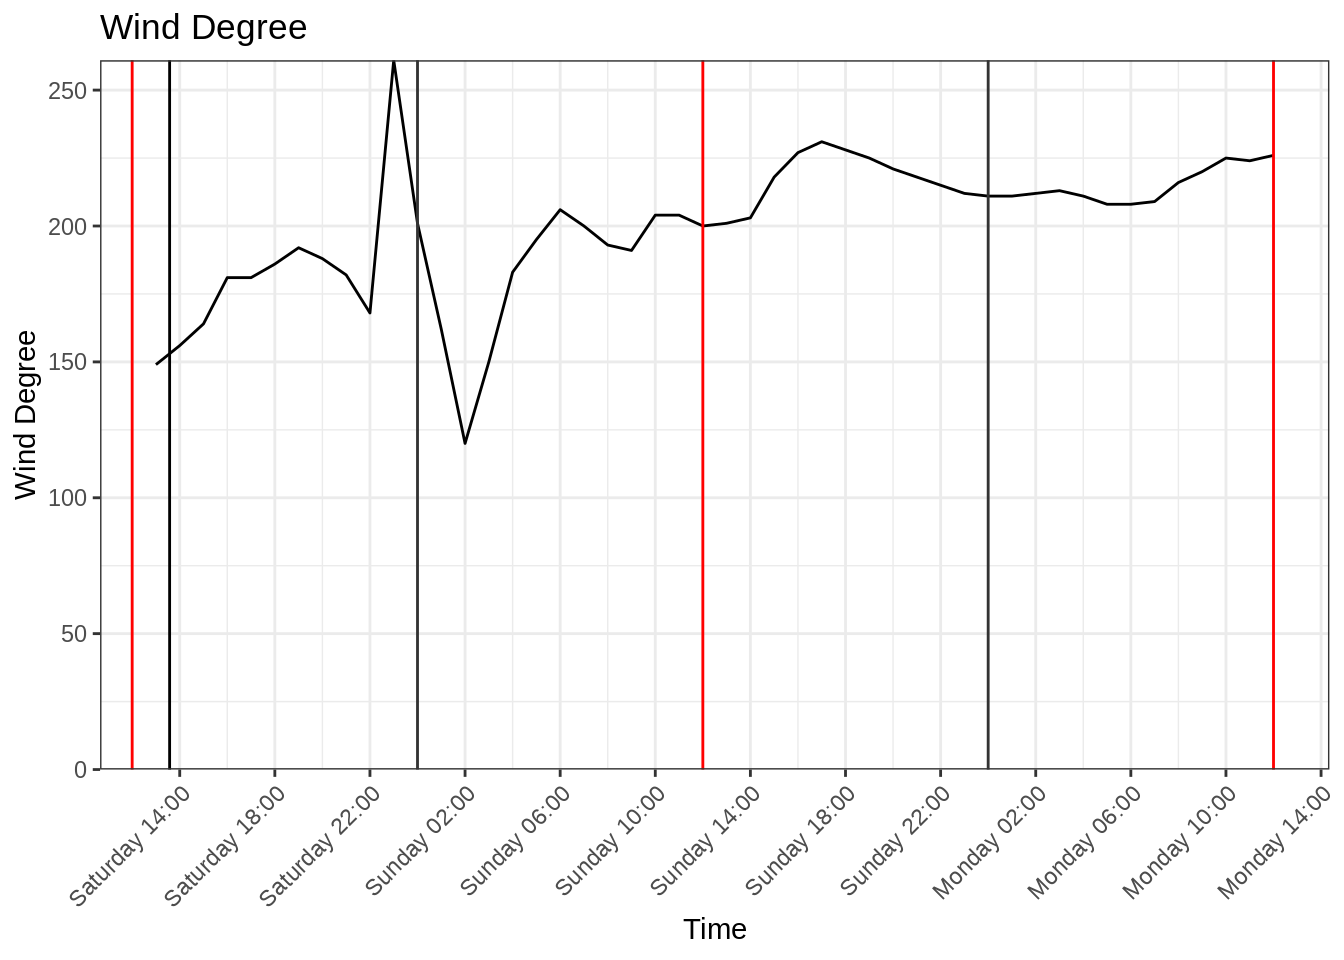 Wind Degree
Wind Degree
250
200
150
100
50
0
Saturday 14:00
Saturday 18:00
Saturday 22:00
Sunday 02:00
Sunday 06:00
Sunday 10:00
Sunday 14:00
Sunday 18:00
Sunday 22:00
Monday 02:00
Monday 06:00
Monday 10:00
Monday 14:00
Time